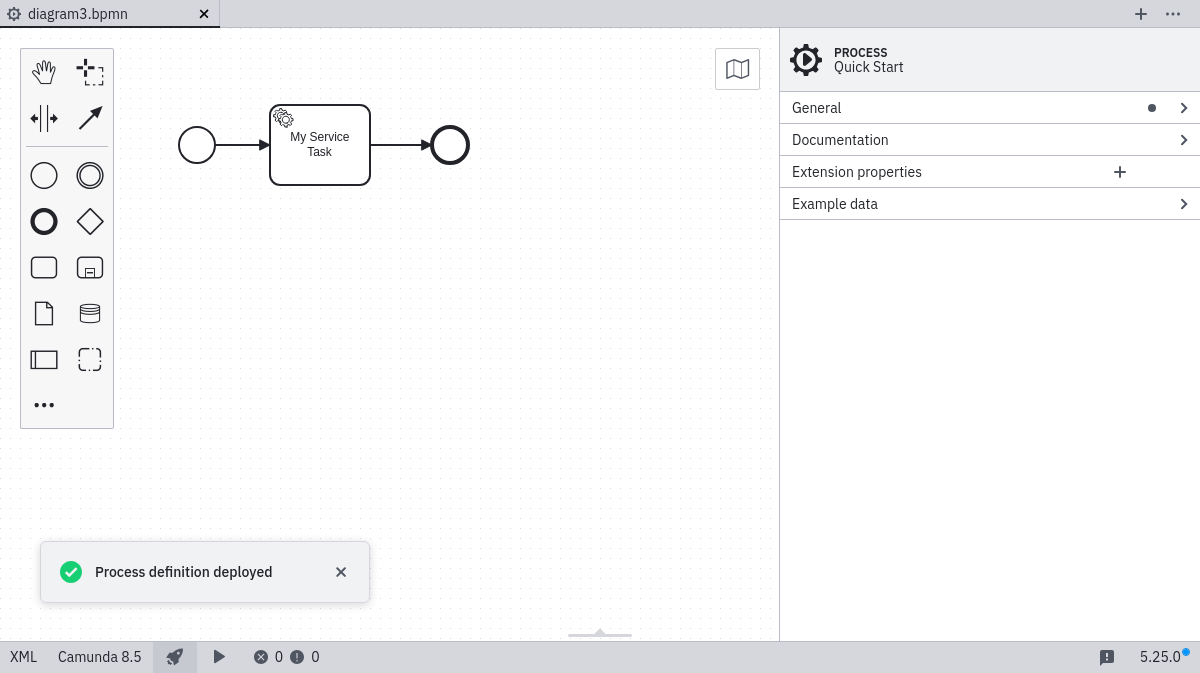 diagram3.bpmn
PROCESS
Quick Start
General
Documentation
Extension properties
Example data
My Service
Task
Process definition deployed
XML
Camunda 8.5
0
0
5.25.0